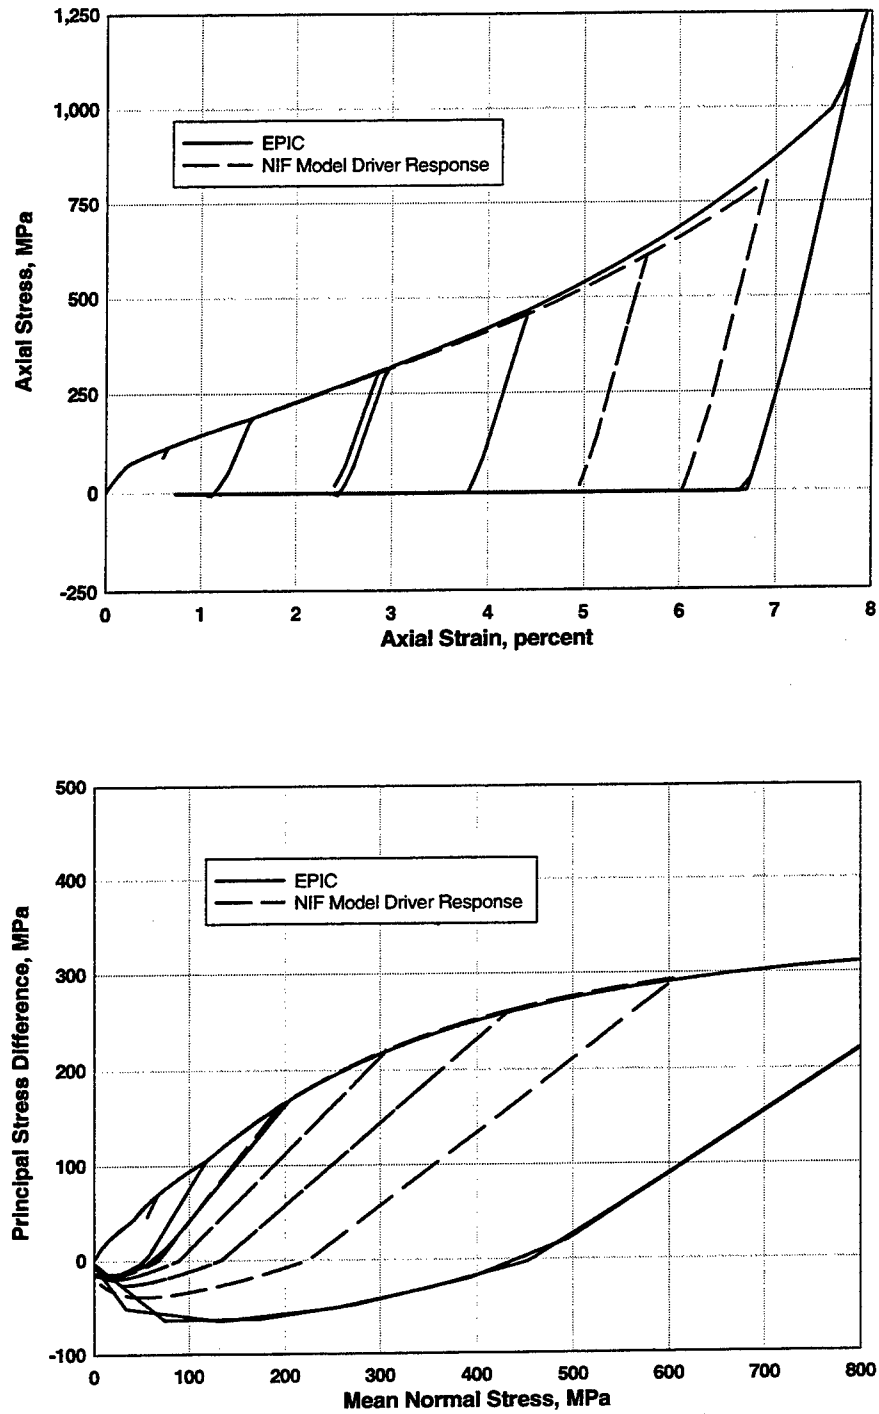 1,250
1,000
750
500
250
0
-250
Axial Stress, MPa
EPIC
NIF Model Driver Response
0 1 2 3 4 5 6 7 8
Axial Strain, percent
500
400
300
200
100
0
-100
Principal Stress Difference, MPa
EPIC
NIF Model Driver Response
0 100 200 300 400 500 600 700 800
Mean Normal Stress, MPa